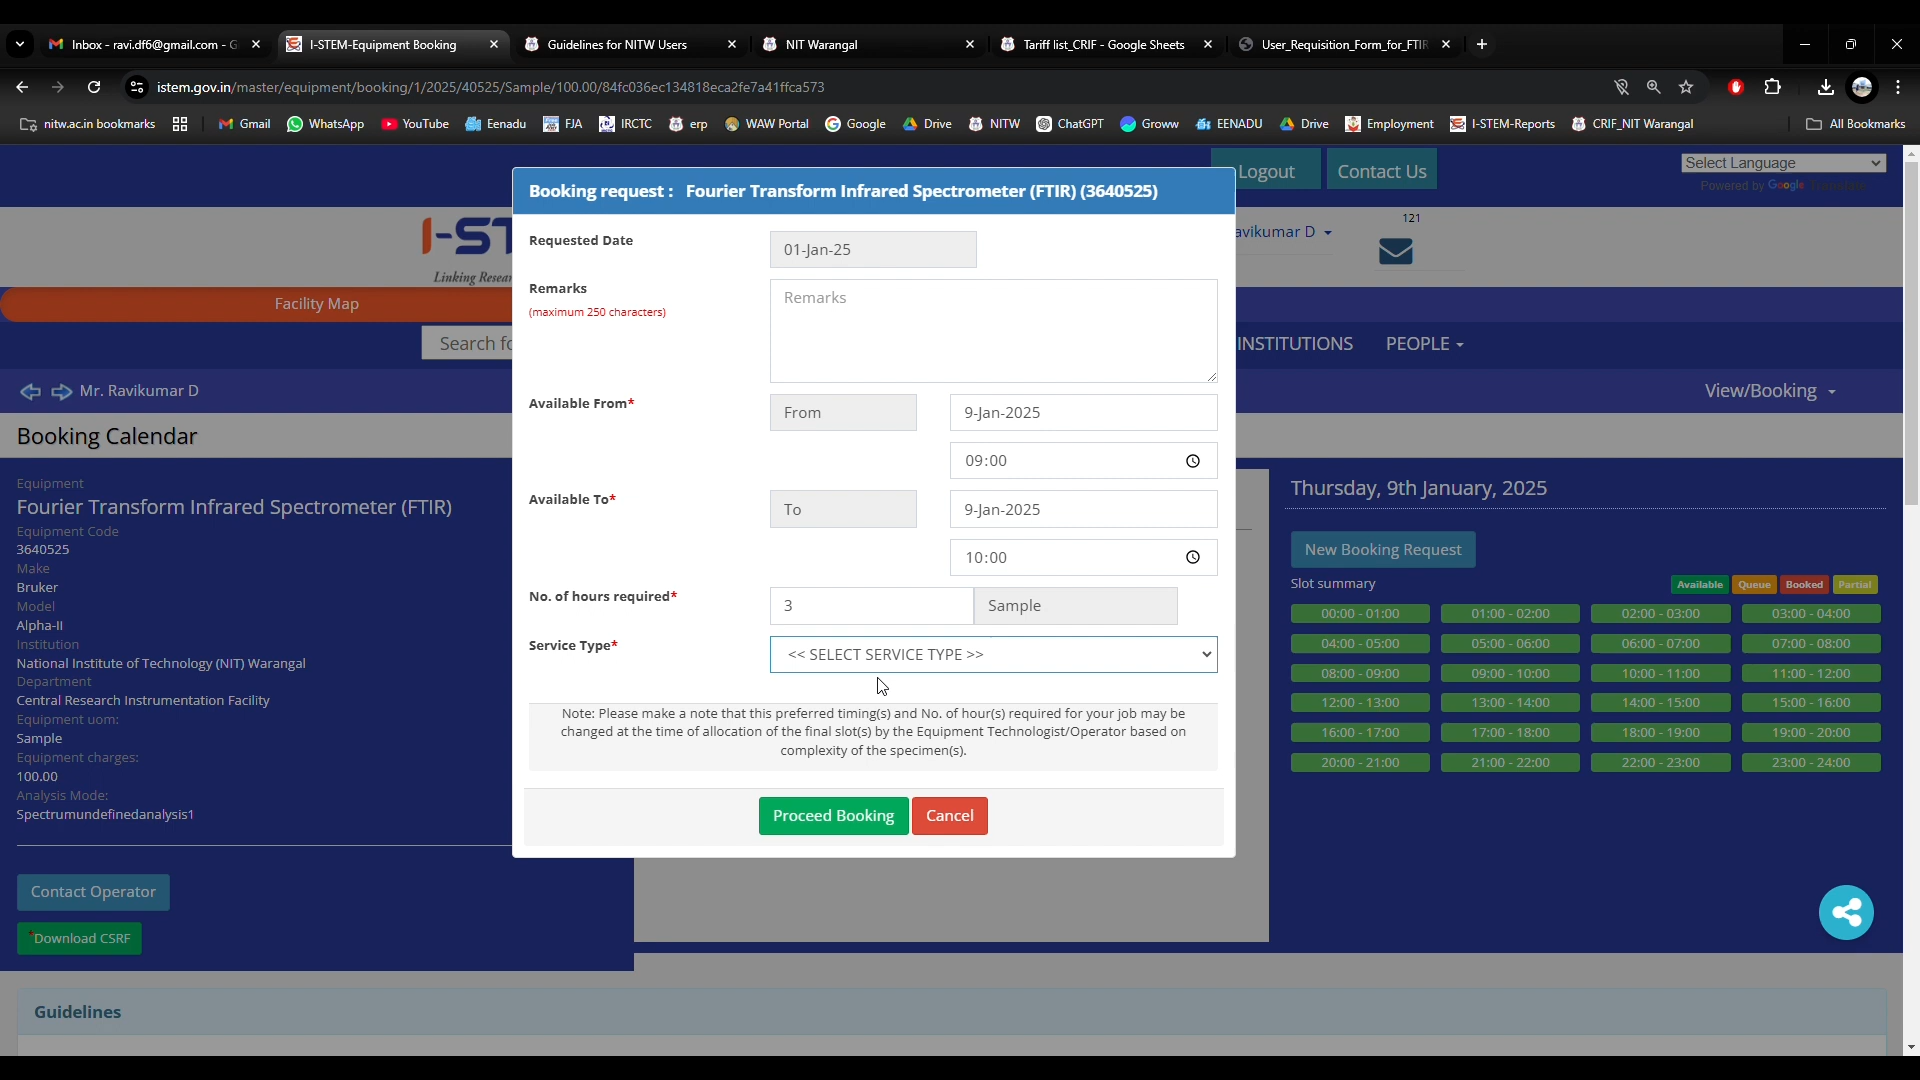 Inbox - ravi.df6@gmail.com - G
I-STEM-Equipment Booking
Guidelines for NITW Users
NIT Warangal
Tariff list_CRIF - Google Sheets
User_Requisition_Form_for_FTIR
istem.gov.in/master/equipment/booking/1/2025/40525/Sample/100.00/84fc036ec134818eca2fe7a41ffca573
nitw.ac.in bookmarks
Gmail
WhatsApp
YouTube
Eenadu
FJA
IRCTC
erp
WAW Portal
Google
Drive
NITW
ChatGPT
Groww
EENADU
Drive
Employment
I-STEM-Reports
CRIF_NIT Warangal
All Bookmarks
Logout
Contact Us
Select Language
Powered by Google Translate
I-ST
Linking Resear
avikumar D
121
Facility Map
Search fo
INSTITUTIONS
PEOPLE
Mr. Ravikumar D
View/Booking
Booking Calendar
Equipment
Fourier Transform Infrared Spectrometer (FTIR)
Equipment Code
3640525
Make
Bruker
Model
Alpha-II
Institution
National Institute of Technology (NIT) Warangal
Department
Central Research Instrumentation Facility
Equipment uom:
Sample
Equipment charges:
100.00
Analysis Mode:
Spectrumundefinedanalysis1
Contact Operator
*Download CSRF
Guidelines
Booking request : Fourier Transform Infrared Spectrometer (FTIR) (3640525)
Requested Date
01-Jan-25
Remarks
(maximum 250 characters)
Remarks
Available From*
From
9-Jan-2025
09:00
Available To*
To
9-Jan-2025
10:00
No. of hours required*
3
Sample
Service Type*
<< SELECT SERVICE TYPE >>
Note: Please make a note that this preferred timing(s) and No. of hour(s) required for your job may be
changed at the time of allocation of the final slot(s) by the Equipment Technologist/Operator based on
complexity of the specimen(s).
Proceed Booking
Cancel
Thursday, 9th January, 2025
New Booking Request
Slot summary
Available Queue Booked Partial
00:00 - 01:00 01:00 - 02:00 02:00 - 03:00 03:00 - 04:00
04:00 - 05:00 05:00 - 06:00 06:00 - 07:00 07:00 - 08:00
08:00 - 09:00 09:00 - 10:00 10:00 - 11:00 11:00 - 12:00
12:00 - 13:00 13:00 - 14:00 14:00 - 15:00 15:00 - 16:00
16:00 - 17:00 17:00 - 18:00 18:00 - 19:00 19:00 - 20:00
20:00 - 21:00 21:00 - 22:00 22:00 - 23:00 23:00 - 24:00